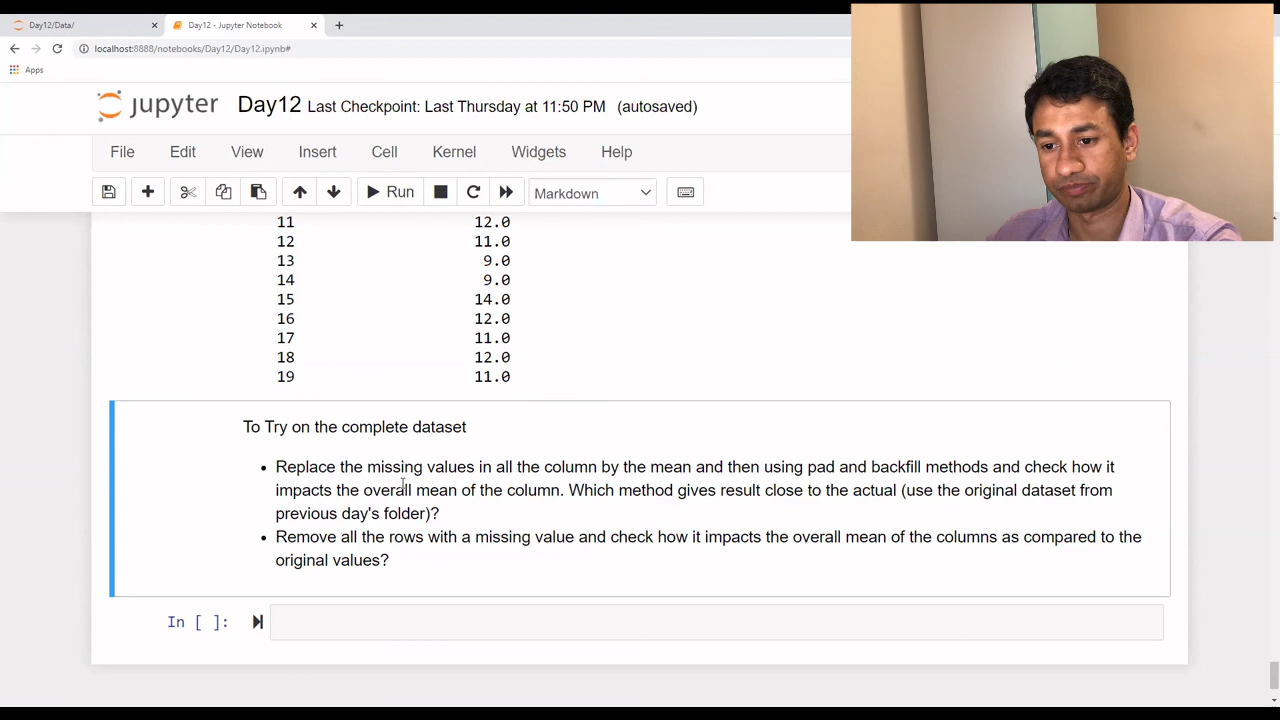 Day12/Data/
Day12 - Jupyter Notebook
localhost:8888/notebooks/Day12/Day12.ipynb#
Apps
jupyter Day12 Last Checkpoint: Last Thursday at 11:50 PM (autosaved)
File Edit View Insert Cell Kernel Widgets Help
Run Markdown
11 12.0
12 11.0
13 9.0
14 9.0
15 14.0
16 12.0
17 11.0
18 12.0
19 11.0
To Try on the complete dataset
• Replace the missing values in all the column by the mean and then using pad and backfill methods and check how it
impacts the overall mean of the column. Which method gives result close to the actual (use the original dataset from
previous day's folder)?
• Remove all the rows with a missing value and check how it impacts the overall mean of the columns as compared to the
original values?
In [ ]: